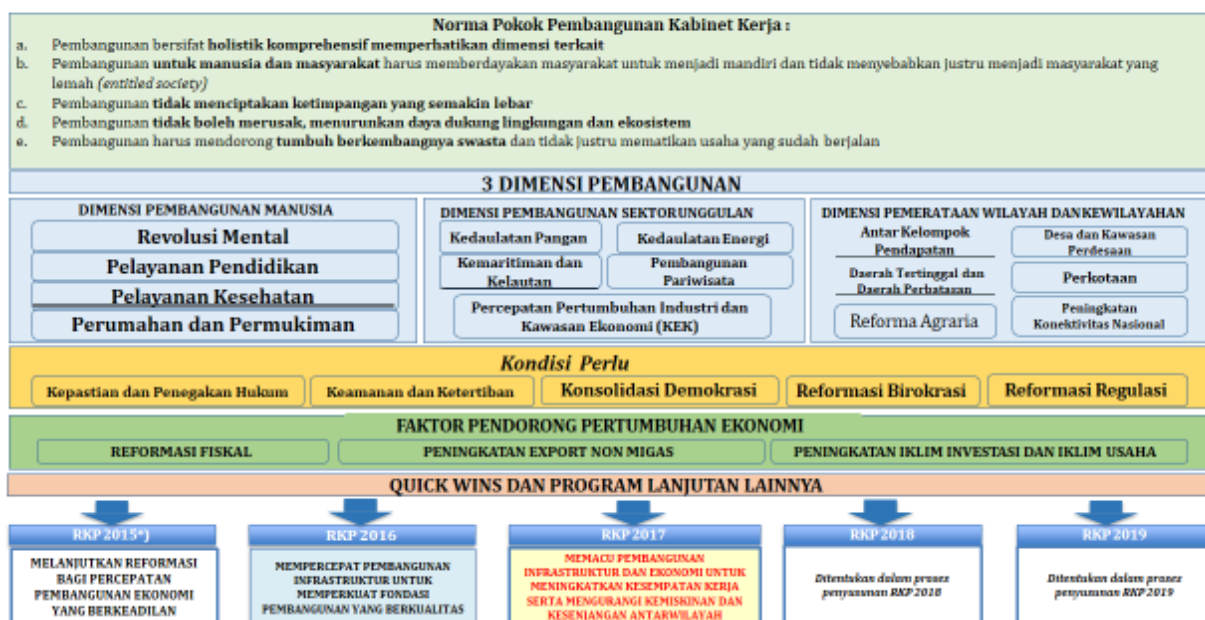 Norma Pokok Pembangunan Kabinet Kerja :
a. Pembangunan bersifat holistik komprehensif memperhatikan dimensi terkait
b. Pembangunan untuk manusia dan masyarakat harus memberdayakan masyarakat untuk menjadi mandiri dan tidak menyebabkan justru menjadi masyarakat yang
lemah (entitled society)
c. Pembangunan tidak menciptakan ketimpangan yang semakin lebar
d. Pembangunan tidak boleh merusak, menurunkan daya dukung lingkungan dan ekosistem
e. Pembangunan harus mendorong tumbuh berkembangnya swasta dan tidak justru mematikan usaha yang sudah berjalan
3 DIMENSI PEMBANGUNAN
DIMENSI PEMBANGUNAN MANUSIA
Revolusi Mental
Pelayanan Pendidikan
Pelayanan Kesehatan
Perumahan dan Permukiman
DIMENSI PEMBANGUNAN SEKTORUNGGULAN
Kedaulatan Pangan
Kedaulatan Energi
Kemaritiman dan
Kelautan
Pembangunan
Pariwisata
Percepatan Pertumbuhan Industri dan
Kawasan Ekonomi (KEK)
DIMENSI PEMERATAAN WILAYAH DANKEWILAYAHAN
Antar Kelompok
Pendapatan
Desa dan Kawasan
Perdesaan
Daerah Tertinggal dan
Daerah Perbatasan
Perkotaan
Reforma Agraria
Peningkatan
Konektivitas Nasional
Kondisi Perlu
Kepastian dan Penegakan Hukum
Keamanan dan Ketertiban
Konsolidasi Demokrasi
Reformasi Birokrasi
Reformasi Regulasi
FAKTOR PENDORONG PERTUMBUHAN EKONOMI
REFORMASI FISKAL
PENINGKATAN EXPORT NON MIGAS
PENINGKATAN IKLIM INVESTASI DAN IKLIM USAHA
QUICK WINS DAN PROGRAM LANJUTAN LAINNYA
RKP 2015*)
MELANJUTKAN REFORMASI
BAGI PERCEPATAN
PEMBANGUNAN EKONOMI
YANG BERKEADILAN
RKP 2016
MEMPERCEPAT PEMBANGUNAN
INFRASTRUKTUR UNTUK
MEMPERKUAT FONDASI
PEMBANGUNAN YANG BERKUALITAS
RKP 2017
MEMACU PEMBANGUNAN
INFRASTRUKTUR DAN EKONOMI UNTUK
MENINGKATKAN KESEMPATAN KERJA
SERTA MENGURANGI KEMISKINAN DAN
KESENJANGAN ANTARWILAYAH
RKP 2018
Ditentukan dalam proses
penyusunan RKP 2018
RKP 2019
Ditentukan dalam proses
penyusunan RKP 2019